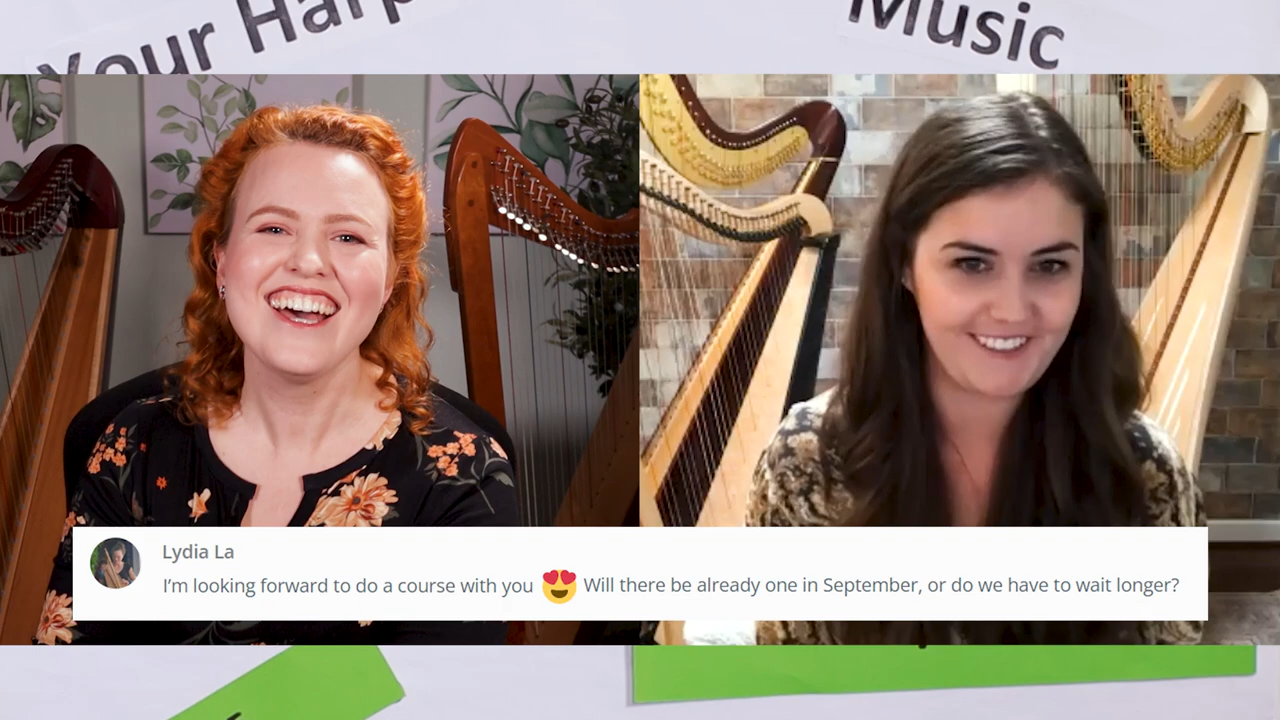 Your Harp
Music
Lydia La
I'm looking forward to do a course with you 😍 Will there be already one in September, or do we have to wait longer?